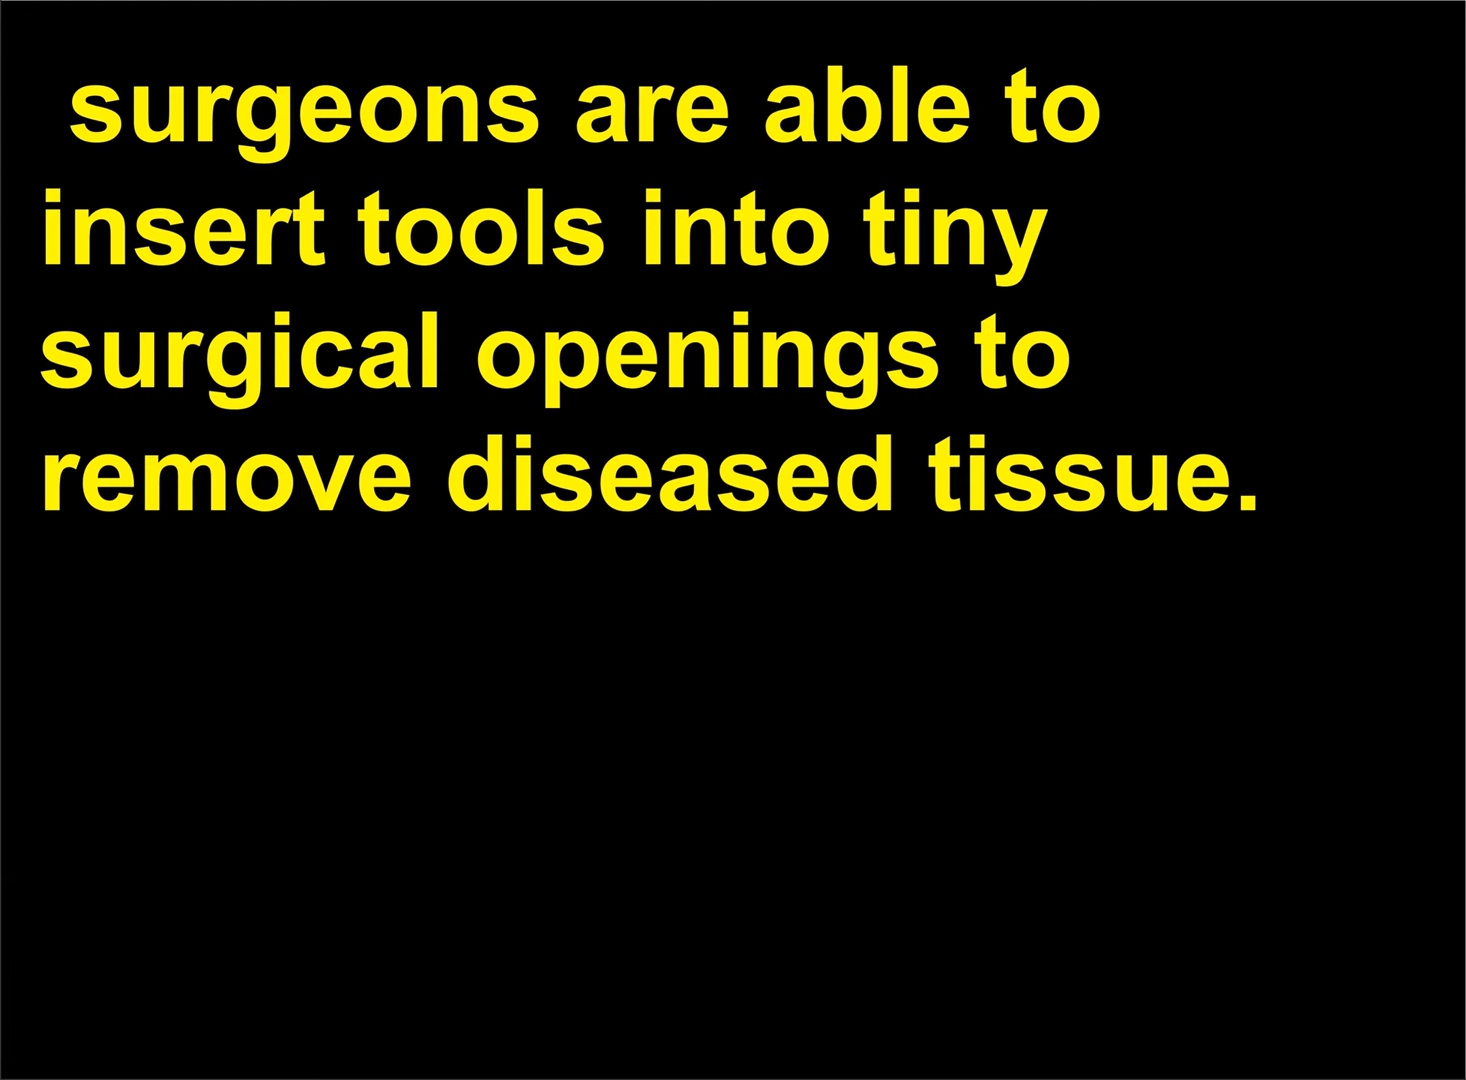 surgeons are able to
insert tools into tiny
surgical openings to
remove diseased tissue.